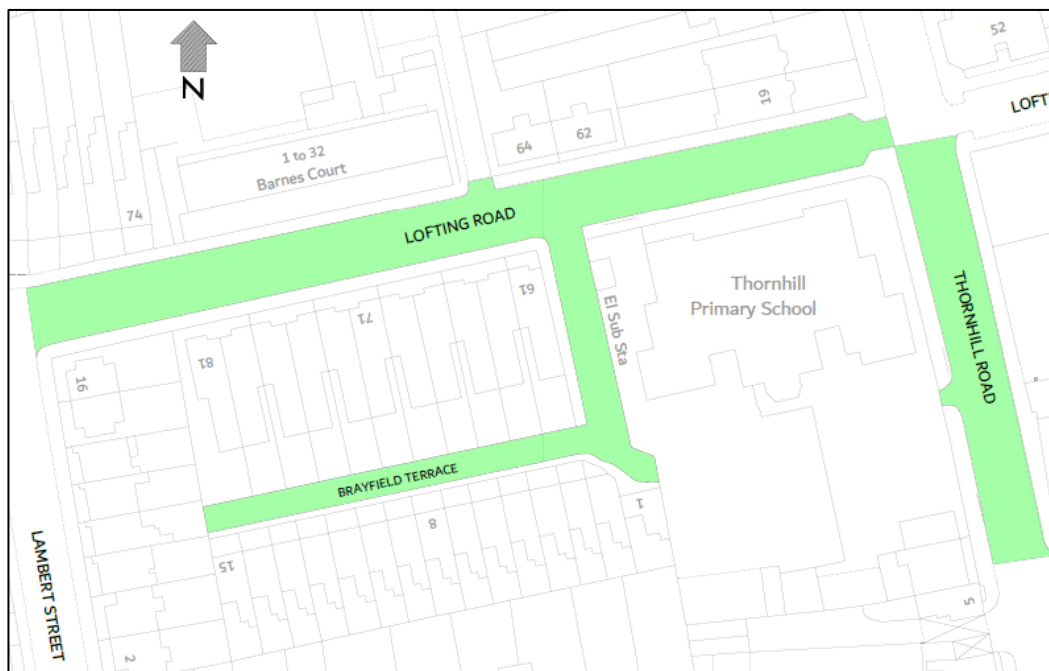 N
52
LOFTI
19
62
64
1 to 32
Barnes Court
74
LOFTING ROAD
Thornhill
Primary School
THORNHILL ROAD
61
El Sub Sta
71
81
16
BRAYFIELD TERRACE
8
1
15
LAMBERT STREET
2
5